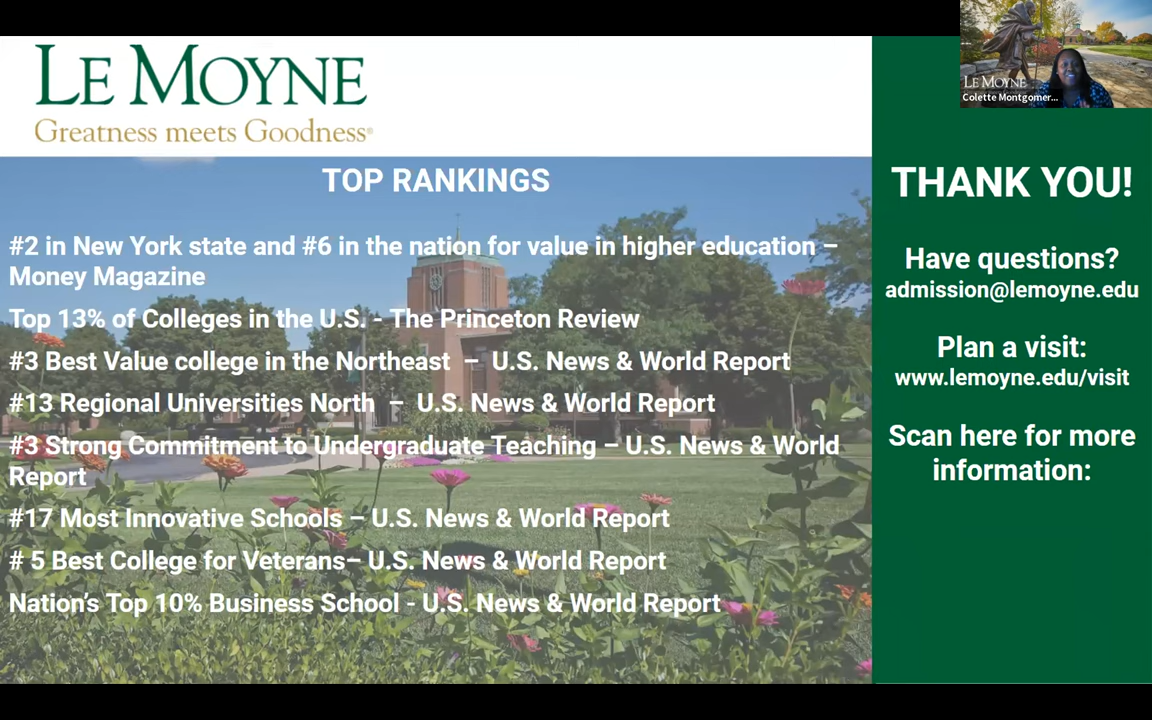 LE MOYNE
Greatness meets Goodness®
TOP RANKINGS
#2 in New York state and #6 in the nation for value in higher education –
Money Magazine
Top 13% of Colleges in the U.S. - The Princeton Review
#3 Best Value college in the Northeast – U.S. News & World Report
#13 Regional Universities North – U.S. News & World Report
#3 Strong Commitment to Undergraduate Teaching – U.S. News & World
Report
#17 Most Innovative Schools – U.S. News & World Report
# 5 Best College for Veterans– U.S. News & World Report
Nation's Top 10% Business School - U.S. News & World Report
LE MOYNE
Colette Montgomer...
THANK YOU!
Have questions?
admission@lemoyne.edu
Plan a visit:
www.lemoyne.edu/visit
Scan here for more
information: